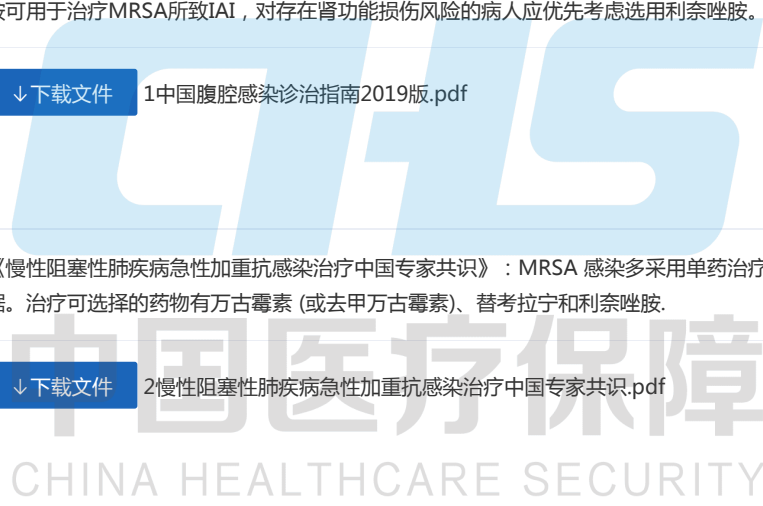 按可用于治疗MRSA所致IAI，对存在肾功能损伤风险的病人应优先考虑选用利奈唑胺。
↓下载文件 1中国腹腔感染诊治指南2019版.pdf
CHS
《慢性阻塞性肺疾病急性加重抗感染治疗中国专家共识》：MRSA 感染多采用单药治疗
。治疗可选择的药物有万古霉素 (或去甲万古霉素)、替考拉宁和利奈唑胺.
中国医疗保障
↓下载文件 2慢性阻塞性肺疾病急性加重抗感染治疗中国专家共识.pdf
CHINA HEALTHCARE SECURITY